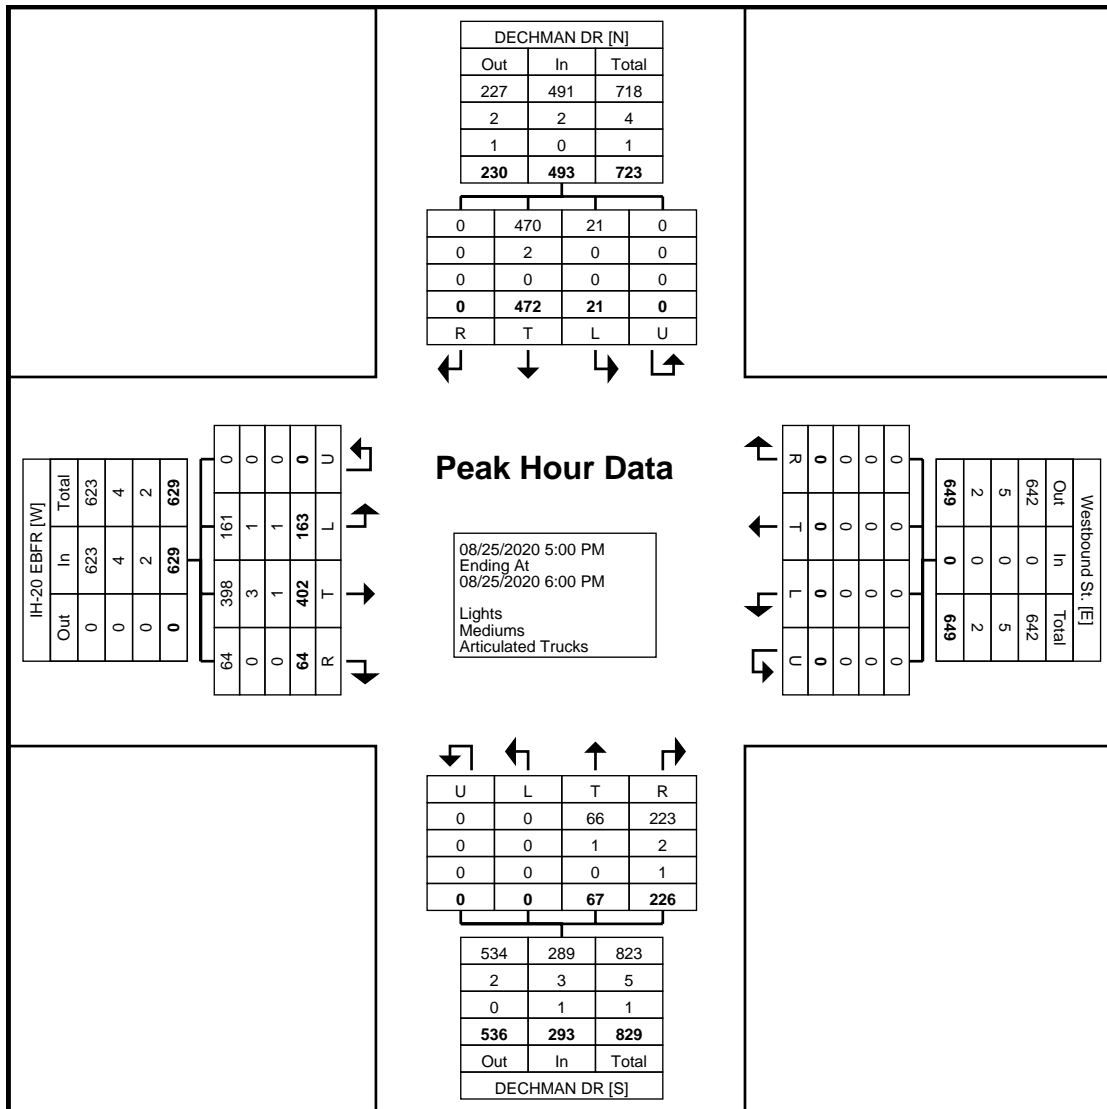 DECHMAN DR [N]
Out In Total
227 491 718
2 2 4
1 0 1
230 493 723
0 470 21 0
0 2 0 0
0 0 0 0
0 472 21 0
R T L U
IH-20 EBFR [W]
Total 623 4 2 629
In 623 4 2 629
Out 0 0 0 0
0 0 0 0 U
161 1 1 163 L
398 3 1 402 T
64 0 0 64 R
Peak Hour Data
08/25/2020 5:00 PM
Ending At
08/25/2020 6:00 PM
Lights
Mediums
Articulated Trucks
R 0 0 0 0
T 0 0 0 0
L 0 0 0 0
U 0 0 0 0
Westbound St. [E]
Out In Total
642 0 642
5 0 5
2 0 2
649 0 649
U L T R
0 0 66 223
0 0 1 2
0 0 0 1
0 0 67 226
534 289 823
2 3 5
0 1 1
536 293 829
Out In Total
DECHMAN DR [S]